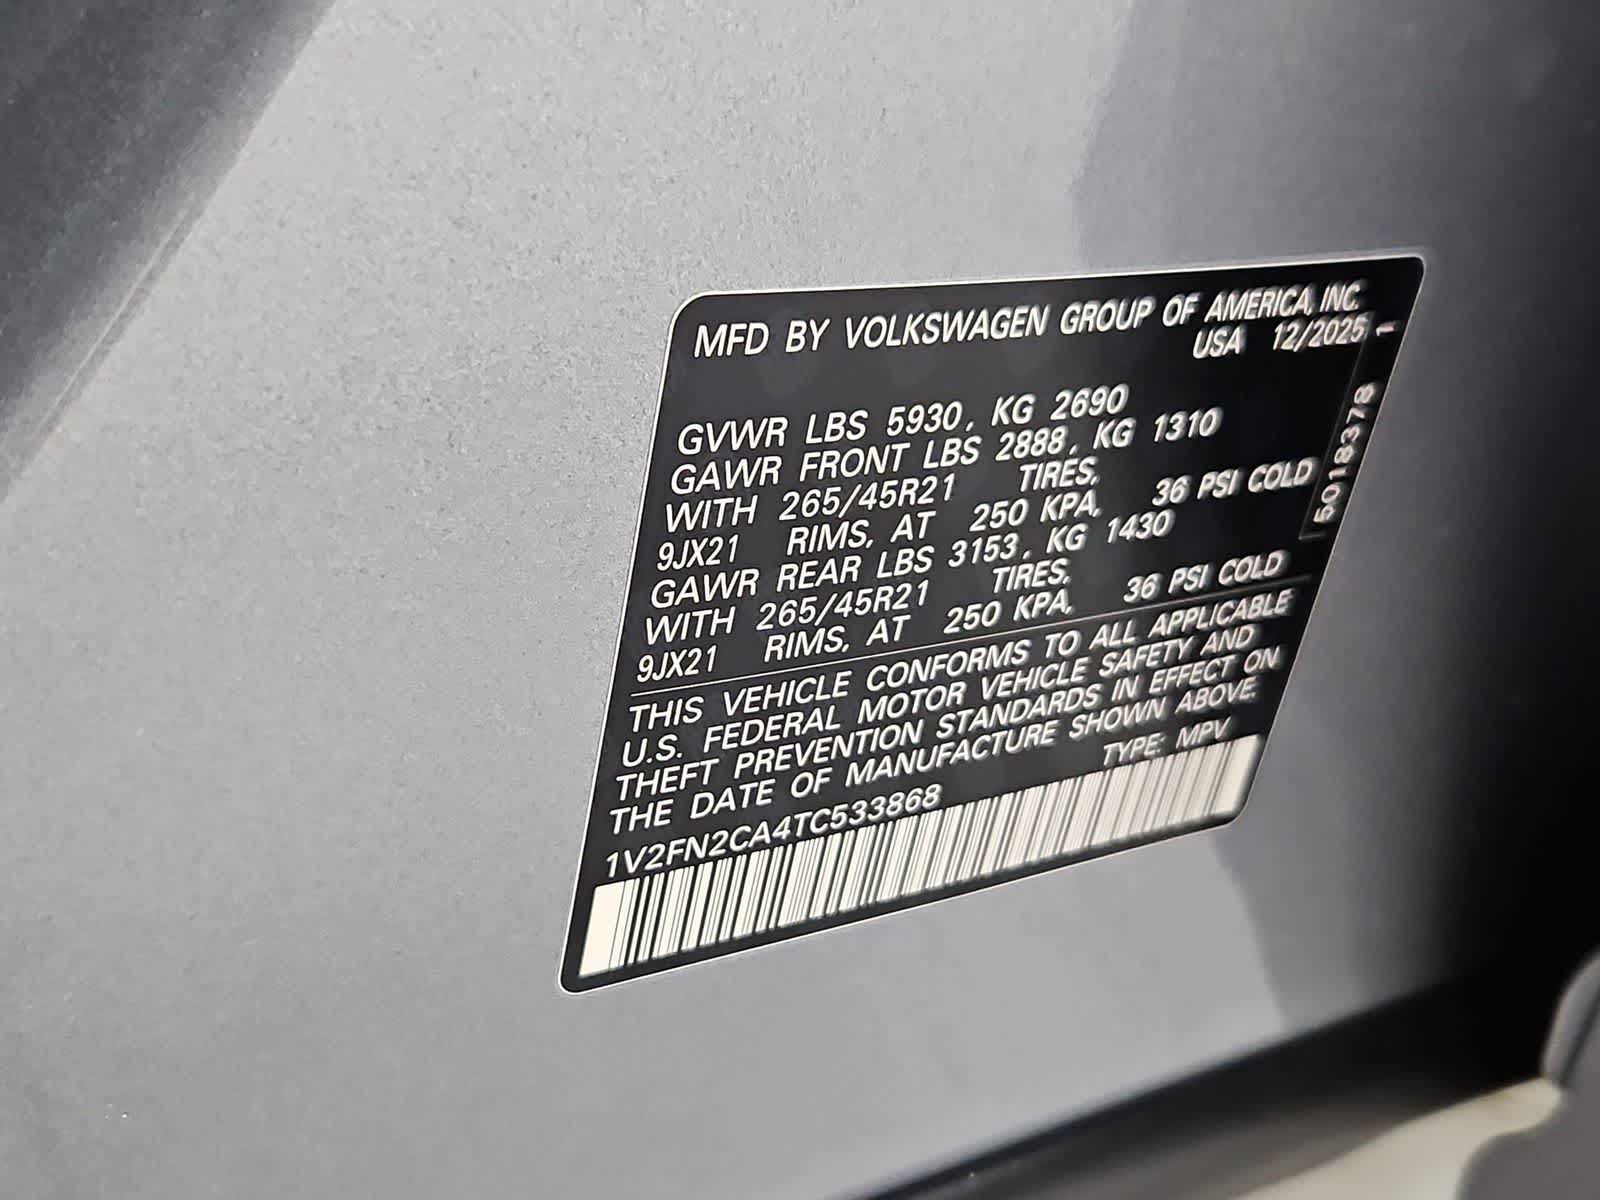 MFD BY VOLKSWAGEN GROUP OF AMERICA, INC.
USA 12/2025
GVWR LBS 5930, KG 2690
GAWR FRONT LBS 2888, KG 1310
WITH 265/45R21 TIRES,
9JX21 RIMS, AT 250 KPA, 36 PSI COLD
GAWR REAR LBS 3153, KG 1430
WITH 265/45R21 TIRES,
9JX21 RIMS, AT 250 KPA, 36 PSI COLD
THIS VEHICLE CONFORMS TO ALL APPLICABLE
U.S. FEDERAL MOTOR VEHICLE SAFETY AND
THEFT PREVENTION STANDARDS IN EFFECT ON
THE DATE OF MANUFACTURE SHOWN ABOVE.
TYPE: MPV
1V2FN2CA4TC533868
50183378 1